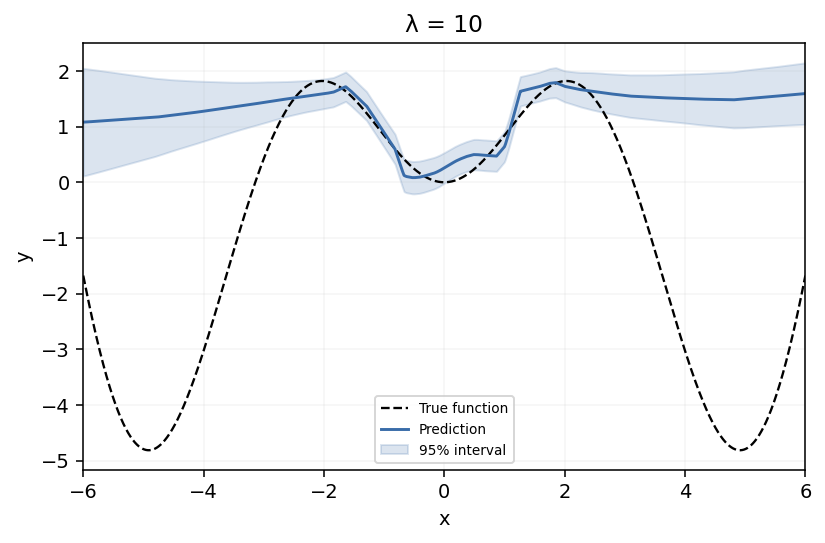 λ = 10
y
2
1
0
−1
−2
−3
−4
−5
True function
Prediction
95% interval
−6 −4 −2 0 2 4 6
x